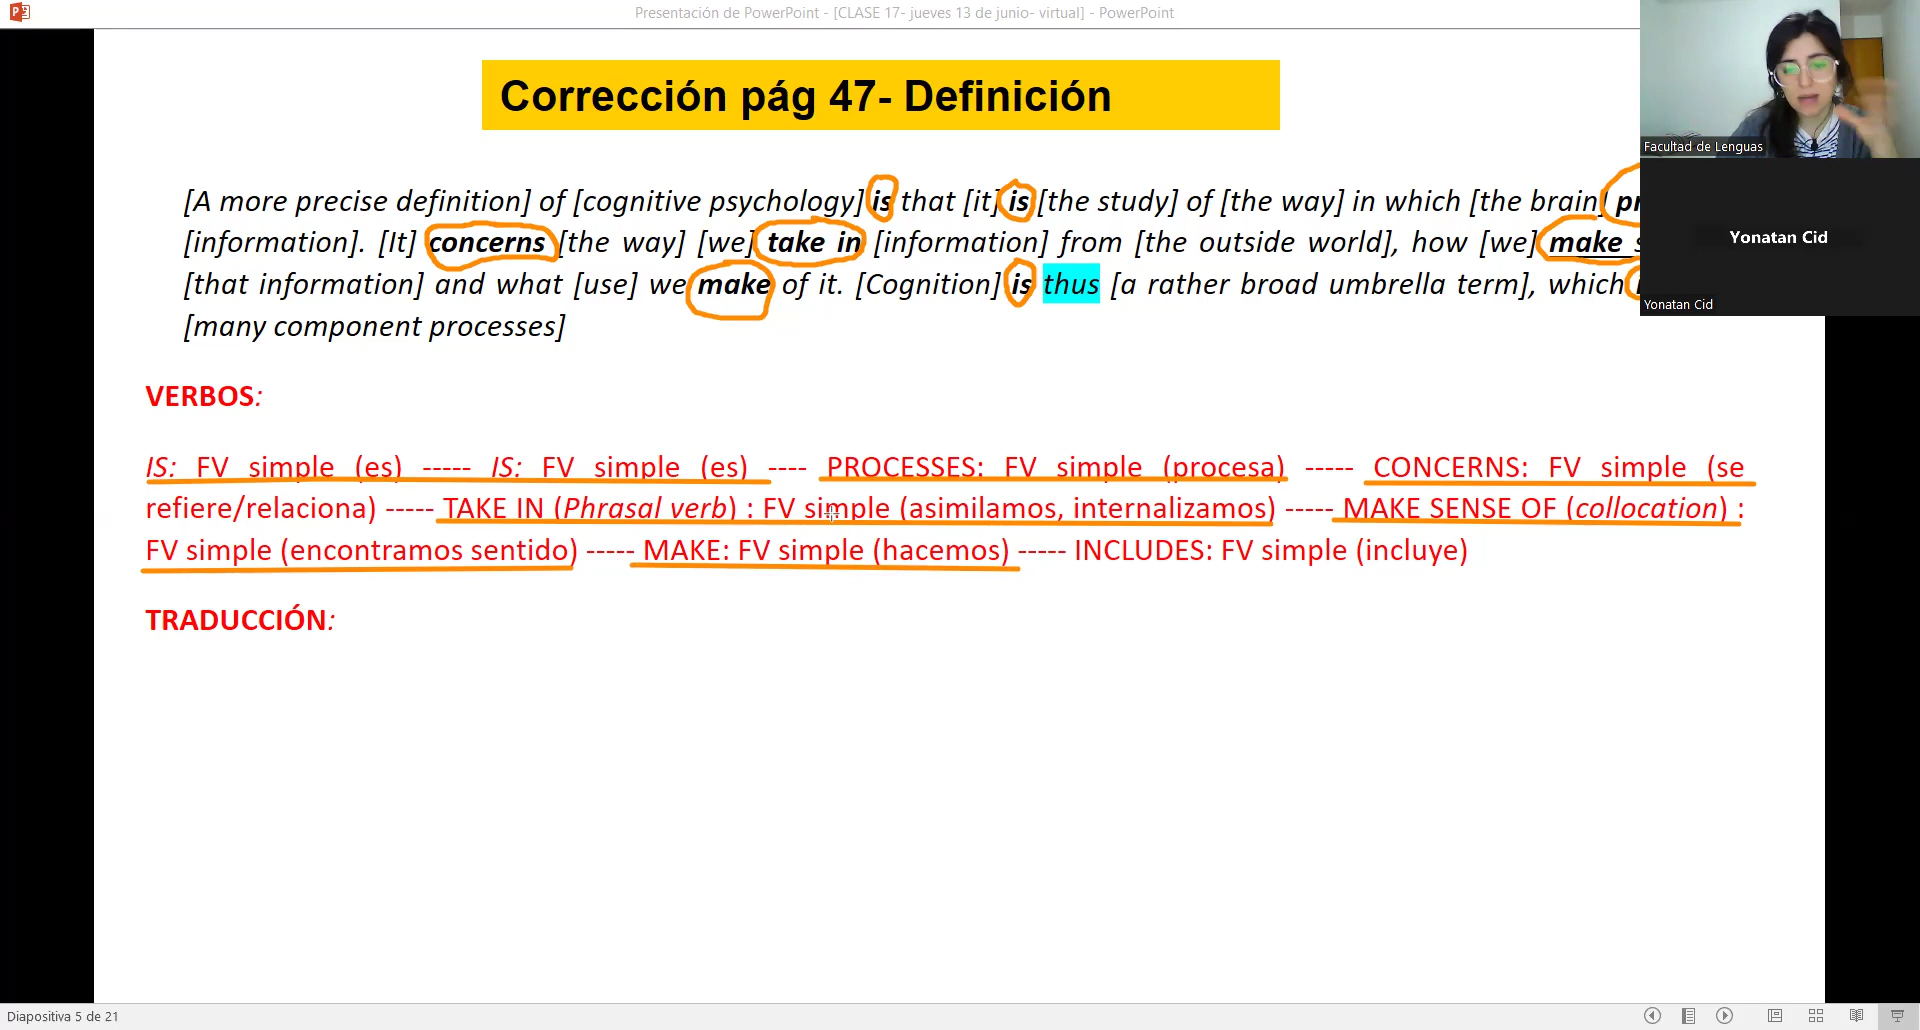 Presentación de PowerPoint - [CLASE 17- jueves 13 de junio- virtual] - PowerPoint
Corrección pág 47- Definición
Facultad de Lenguas
[A more precise definition] of [cognitive psychology] is that [it] is [the study] of [the way] in which [the brain] pr
[information]. [It] concerns [the way] [we] take in [information] from [the outside world], how [we] make s
[that information] and what [use] we make of it. [Cognition] is thus [a rather broad umbrella term], which
[many component processes]
Yonatan Cid
Yonatan Cid
VERBOS:
IS: FV simple (es) ----- IS: FV simple (es) ---- PROCESSES: FV simple (procesa) ----- CONCERNS: FV simple (se
refiere/relaciona) ----- TAKE IN (Phrasal verb) : FV simple (asimilamos, internalizamos) ----- MAKE SENSE OF (collocation) :
FV simple (encontramos sentido) ----- MAKE: FV simple (hacemos) ----- INCLUDES: FV simple (incluye)
TRADUCCIÓN:
Diapositiva 5 de 21